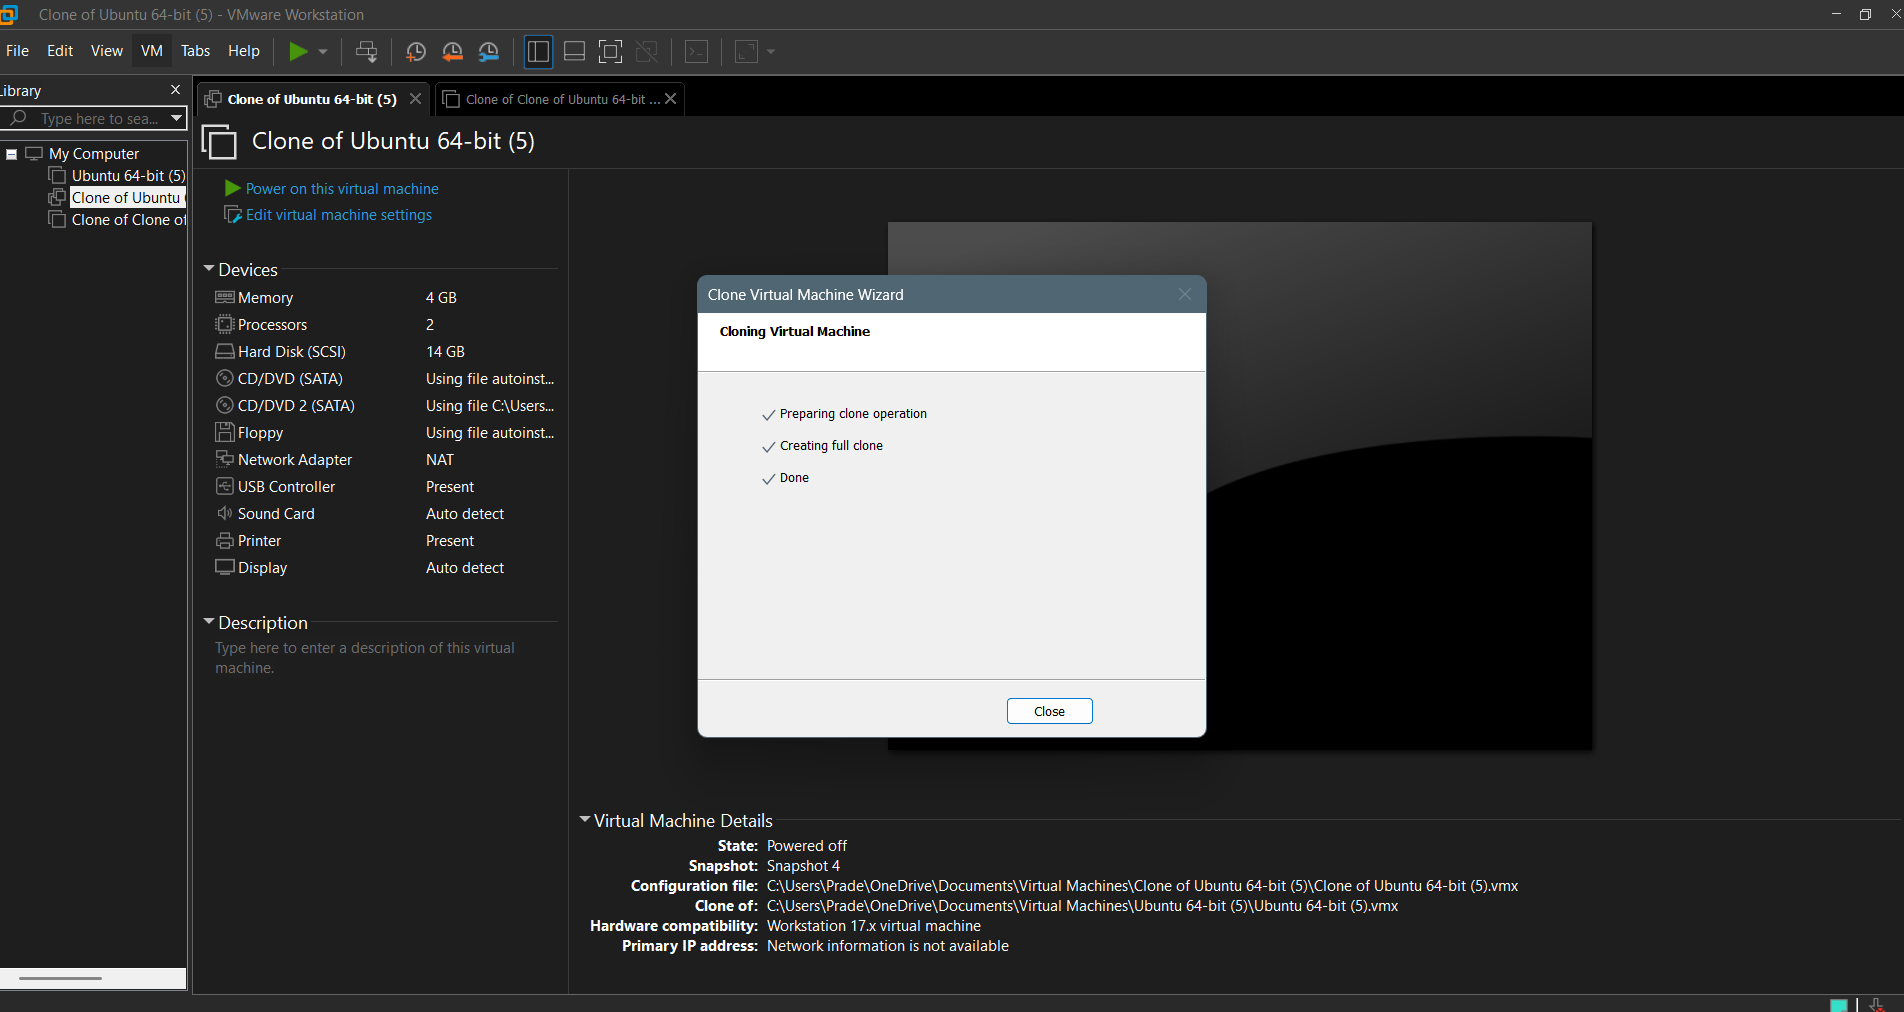 Clone of Ubuntu 64-bit (5) - VMware Workstation
File Edit View VM Tabs Help
Library
Type here to sea...
My Computer
Ubuntu 64-bit (5)
Clone of Ubuntu
Clone of Clone of
Clone of Ubuntu 64-bit (5)
Clone of Clone of Ubuntu 64-bit ...
Clone of Ubuntu 64-bit (5)
Power on this virtual machine
Edit virtual machine settings
Devices
Memory 4 GB
Processors 2
Hard Disk (SCSI) 14 GB
CD/DVD (SATA) Using file autoinst...
CD/DVD 2 (SATA) Using file C:\Users...
Floppy Using file autoinst...
Network Adapter NAT
USB Controller Present
Sound Card Auto detect
Printer Present
Display Auto detect
Description
Type here to enter a description of this virtual
machine.
Clone Virtual Machine Wizard
Cloning Virtual Machine
Preparing clone operation
Creating full clone
Done
Close
Virtual Machine Details
State: Powered off
Snapshot: Snapshot 4
Configuration file: C:\Users\Prade\OneDrive\Documents\Virtual Machines\Clone of Ubuntu 64-bit (5)\Clone of Ubuntu 64-bit (5).vmx
Clone of: C:\Users\Prade\OneDrive\Documents\Virtual Machines\Ubuntu 64-bit (5)\Ubuntu 64-bit (5).vmx
Hardware compatibility: Workstation 17.x virtual machine
Primary IP address: Network information is not available